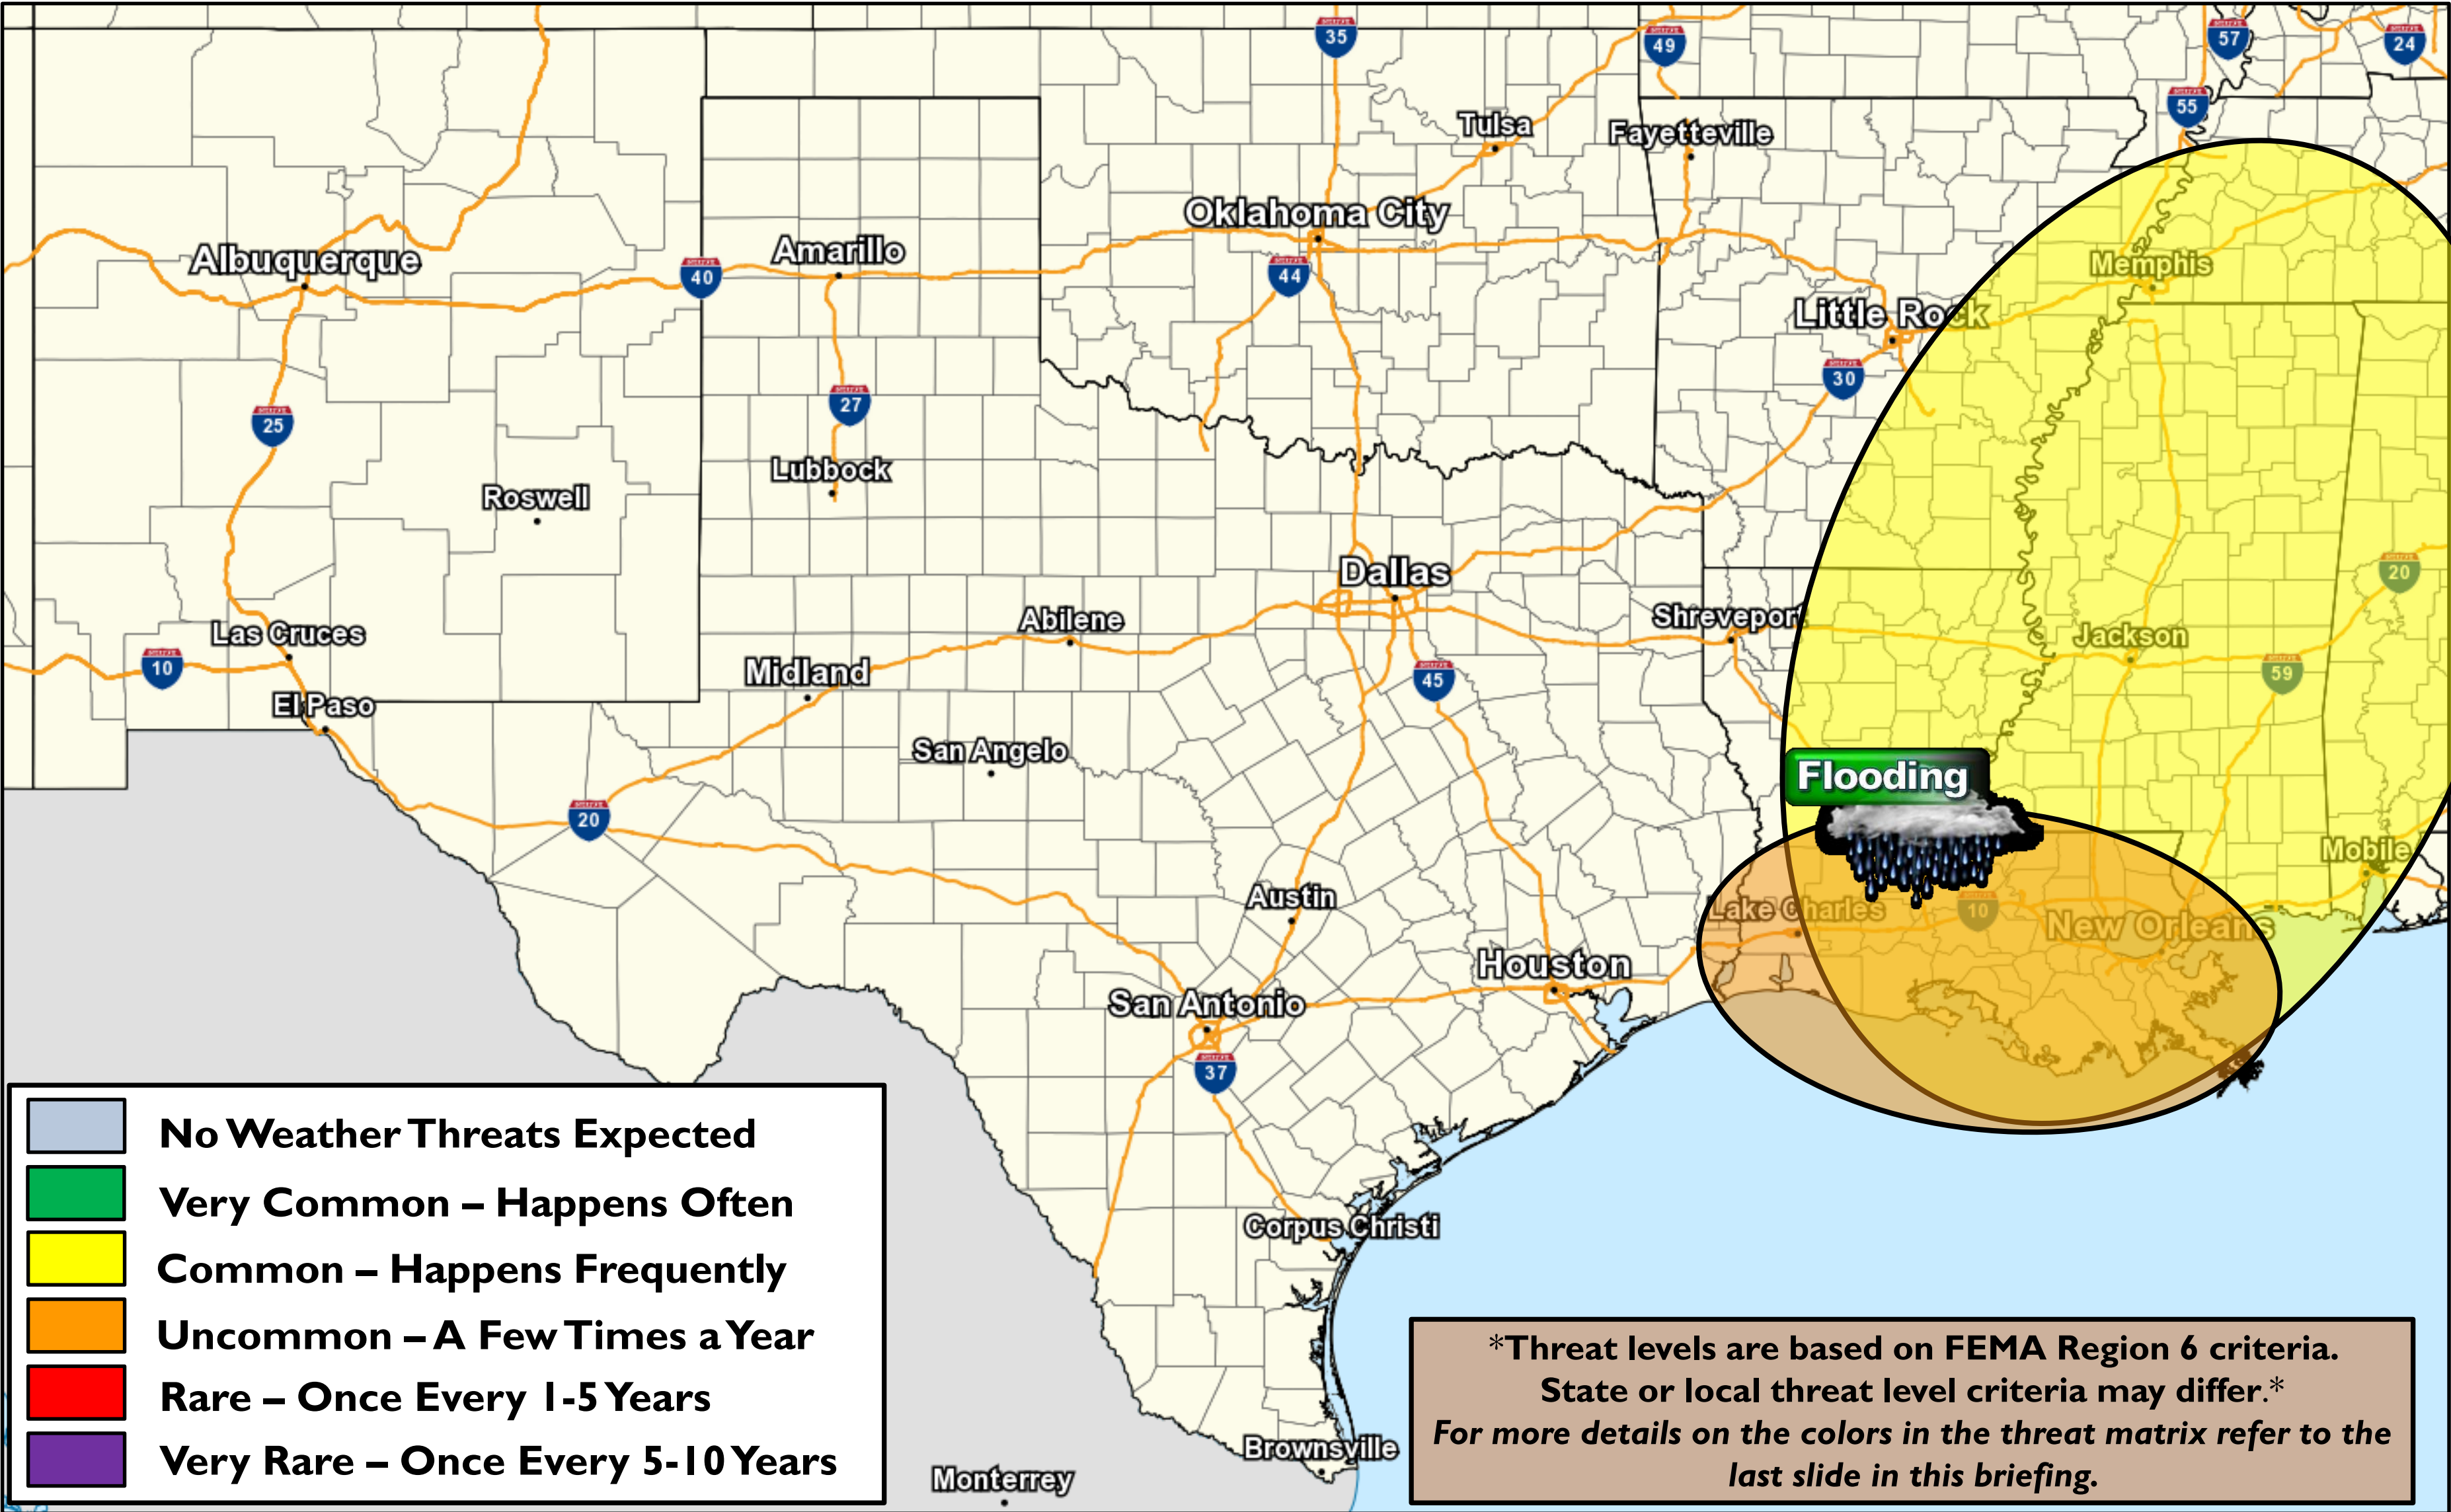 35
49
57
24
55
Tulsa
Fayetteville
Oklahoma City
Albuquerque
Amarillo
40
44
Memphis
Little Rock
30
25
27
Lubbock
Roswell
Dallas
20
Shreveport
Abilene
Las Cruces
Jackson
10
Midland
45
59
El Paso
San Angelo
Flooding
20
Mobile
Austin
Lake Charles
10
New Orleans
Houston
San Antonio
37
Corpus Christi
Brownsville
Monterrey
No Weather Threats Expected
Very Common – Happens Often
Common – Happens Frequently
Uncommon – A Few Times a Year
Rare – Once Every 1-5 Years
Very Rare – Once Every 5-10 Years
*Threat levels are based on FEMA Region 6 criteria.
State or local threat level criteria may differ.*
For more details on the colors in the threat matrix refer to the
last slide in this briefing.